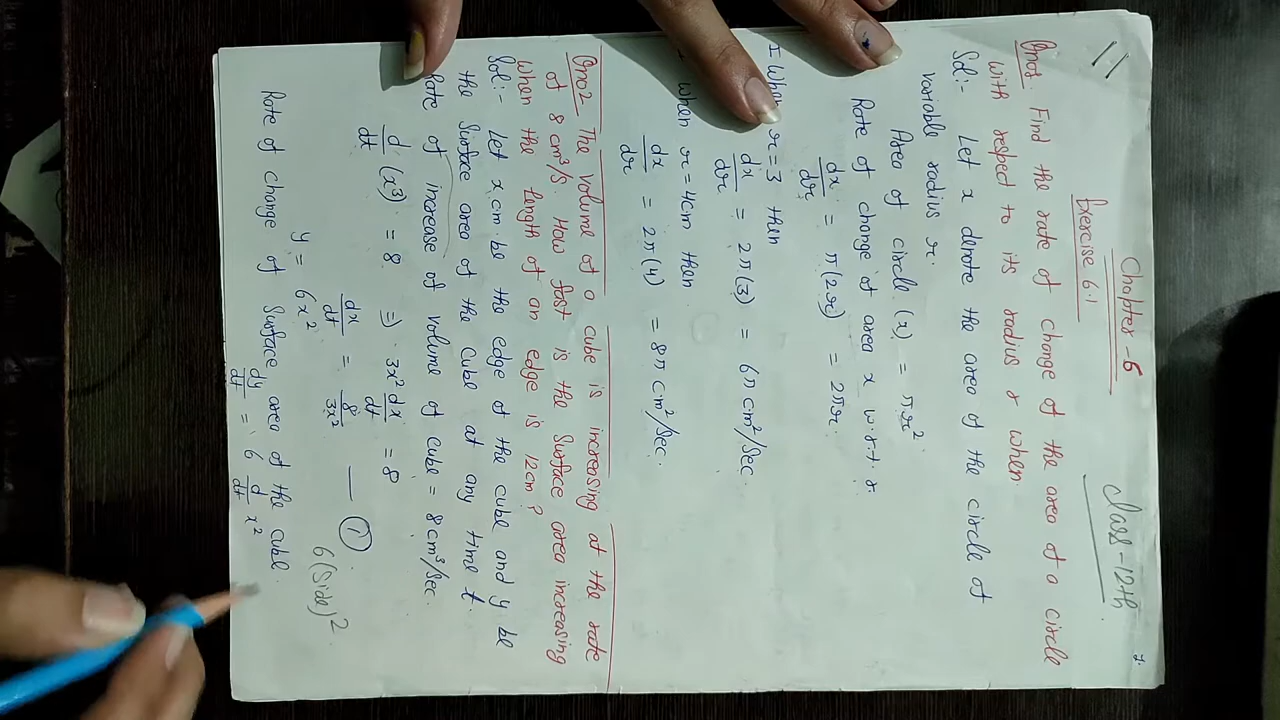 Chapter - 6
Class - 12th.
Exercise 6.1
Qno1. Find the rate of change of the area of a circle
with respect to its radius r when.
Sol:- Let x denote the area of the circle of
variable radius r.
Area of circle (x) = πr²
Rate of change of area x w.r.t. r.
dx/dr = π(2r) = 2πr.
I When r=3 then
dx/dr = 2π(3) = 6π cm²/Sec.
when r=4cm then
dx/dr = 2π(4) = 8π cm²/Sec.
Qno2 The volume of a cube is increasing at the rate
of 8 cm³/S. How fast is the Surface area increasing
when the length of an edge is 12cm?
Sol:- Let x cm be the edge of the cube and y be
the Surface area of the cube at any time t.
Rate of increase of volume of cube = 8cm³/Sec.
d/dt (x³) = 8 ⇒ 3x² dx/dt = 8
dx/dt = 8/3x² — ①.
y = 6x²
6(Side)²
Rate of change of Surface area of the cube.
dy/dt = 6 d/dt x²